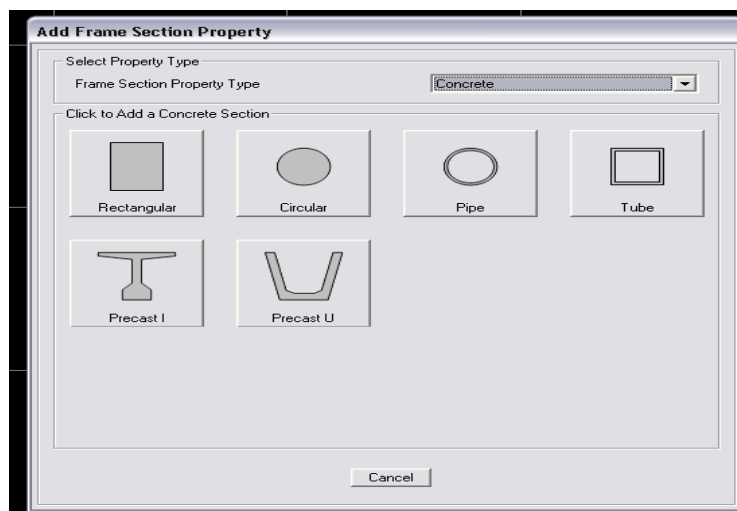 Add Frame Section Property
Select Property Type
Frame Section Property Type
Concrete
Click to Add a Concrete Section
Rectangular
Circular
Pipe
Tube
Precast I
Precast U
Cancel